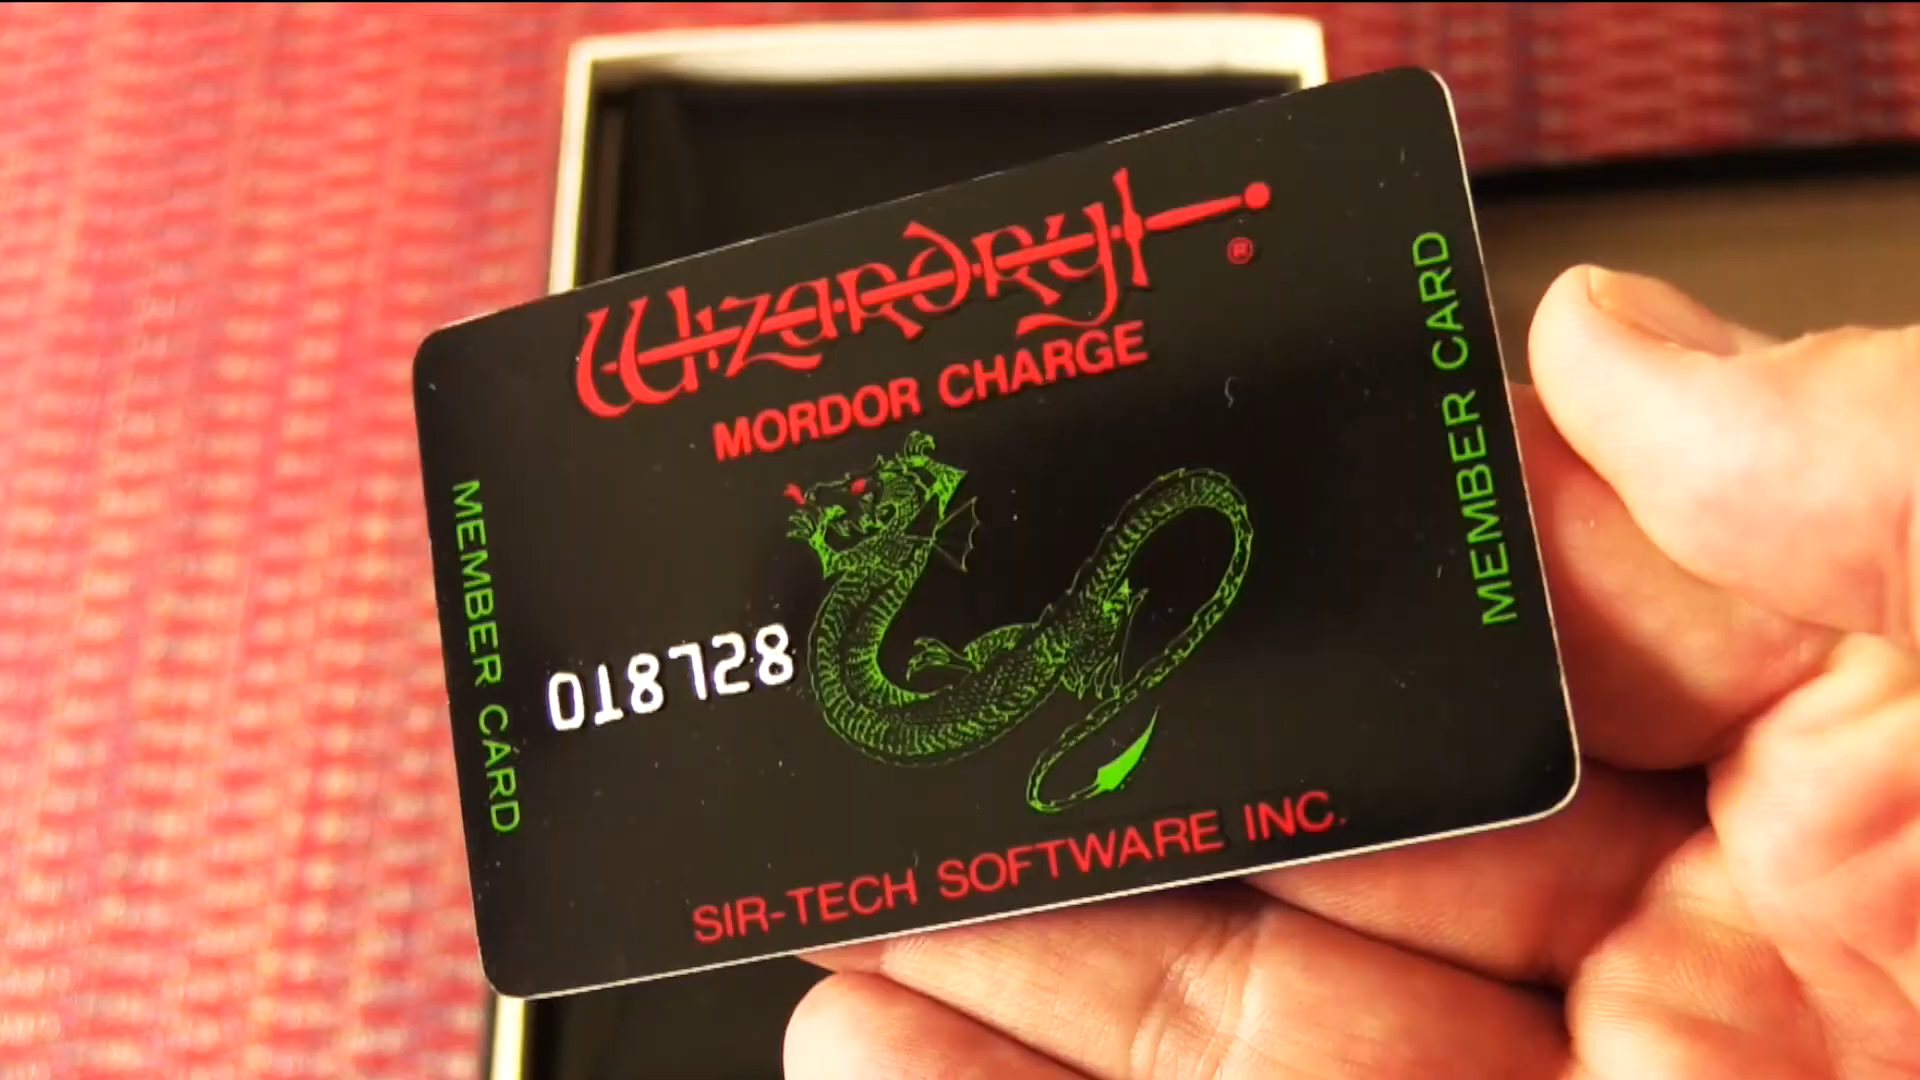 Wizardry
®
MORDOR CHARGE
MEMBER CARD
MEMBER CARD
018728
SIR-TECH SOFTWARE INC.